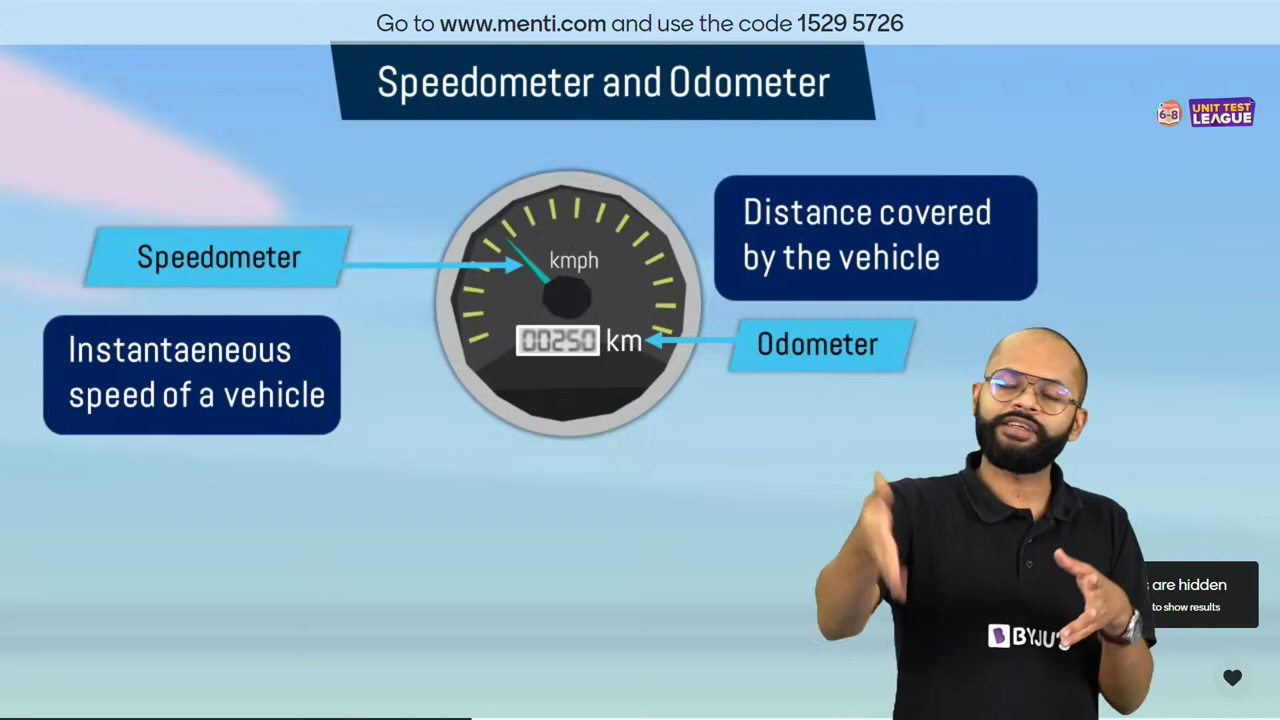 Go to www.menti.com and use the code 1529 5726
Speedometer and Odometer
6-8
UNIT TEST
LEAGUE
Speedometer
Instantaeneous
speed of a vehicle
kmph
00250 km
Distance covered
by the vehicle
Odometer
are hidden
to show results
BYJU'S